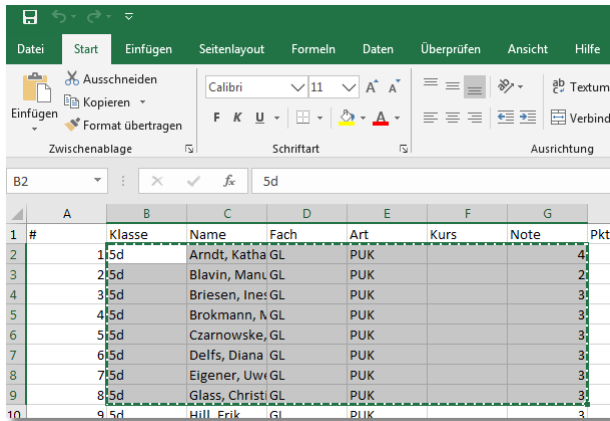 Datei Start Einfügen Seitenlayout Formeln Daten Überprüfen Ansicht Hilfe
Ausschneiden
Calibri 11 A A ab Textum
Einfügen Kopieren
Format übertragen F K U A Verbind
Zwischenablage Schriftart Ausrichtung
B2 fx 5d
A B C D E F G
1 # Klasse Name Fach Art Kurs Note Pkt
2 1 5d Arndt, Katha GL PUK 4
3 2 5d Blavin, Manu GL PUK 2
4 3 5d Briesen, Ines GL PUK 3
5 4 5d Brokmann, M GL PUK 3
6 5 5d Czarnowske, GL PUK 3
7 6 5d Delfs, Diana GL PUK 3
8 7 5d Eigener, Uwe GL PUK 3
9 8 5d Glass, Christi GL PUK 3
10 9 5d Hill, Erik GL PUK 3